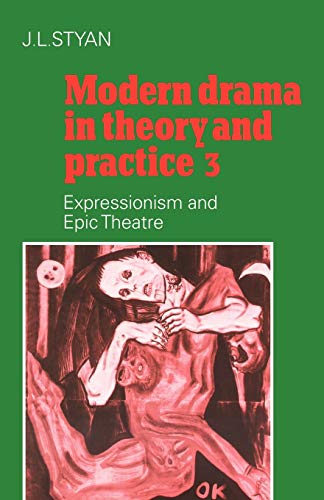 J.L.STYAN
Modern drama
in theory and
practice 3
Expressionism and
Epic Theatre
OK